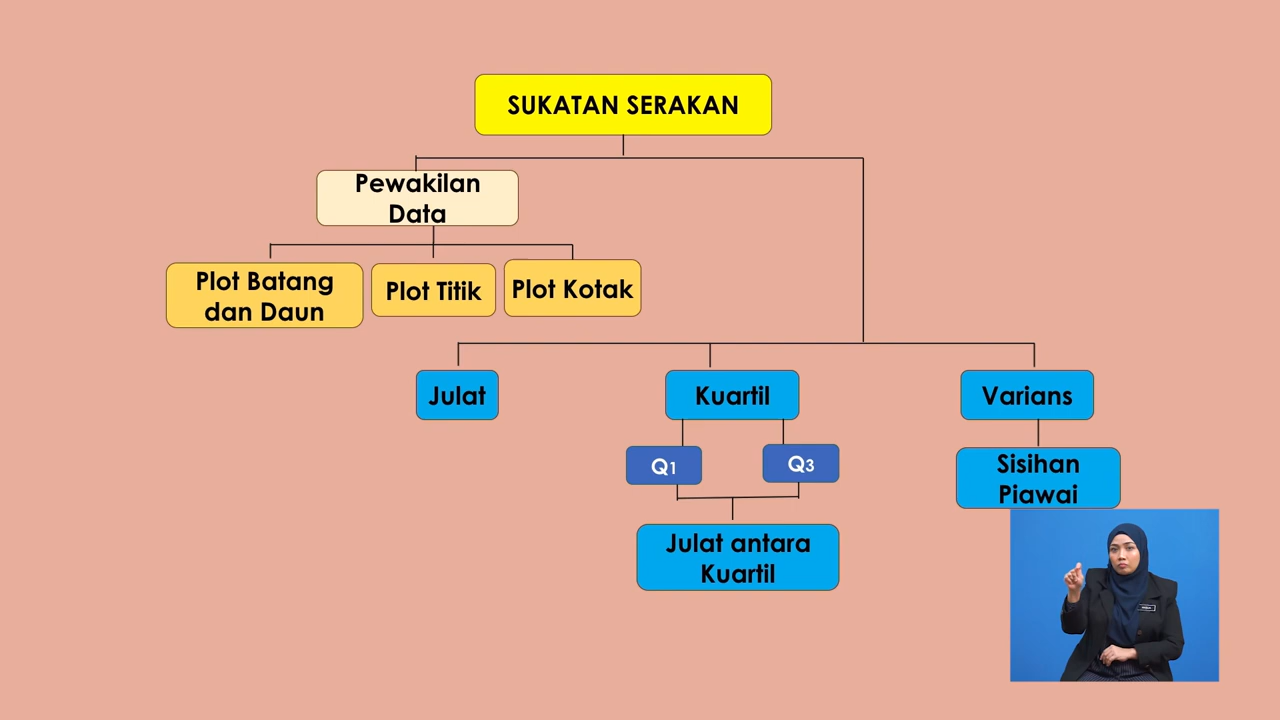 SUKATAN SERAKAN
Pewakilan
Data
Plot Batang
dan Daun
Plot Titik
Plot Kotak
Julat
Kuartil
Varians
Q1
Q3
Sisihan
Piawai
Julat antara
Kuartil